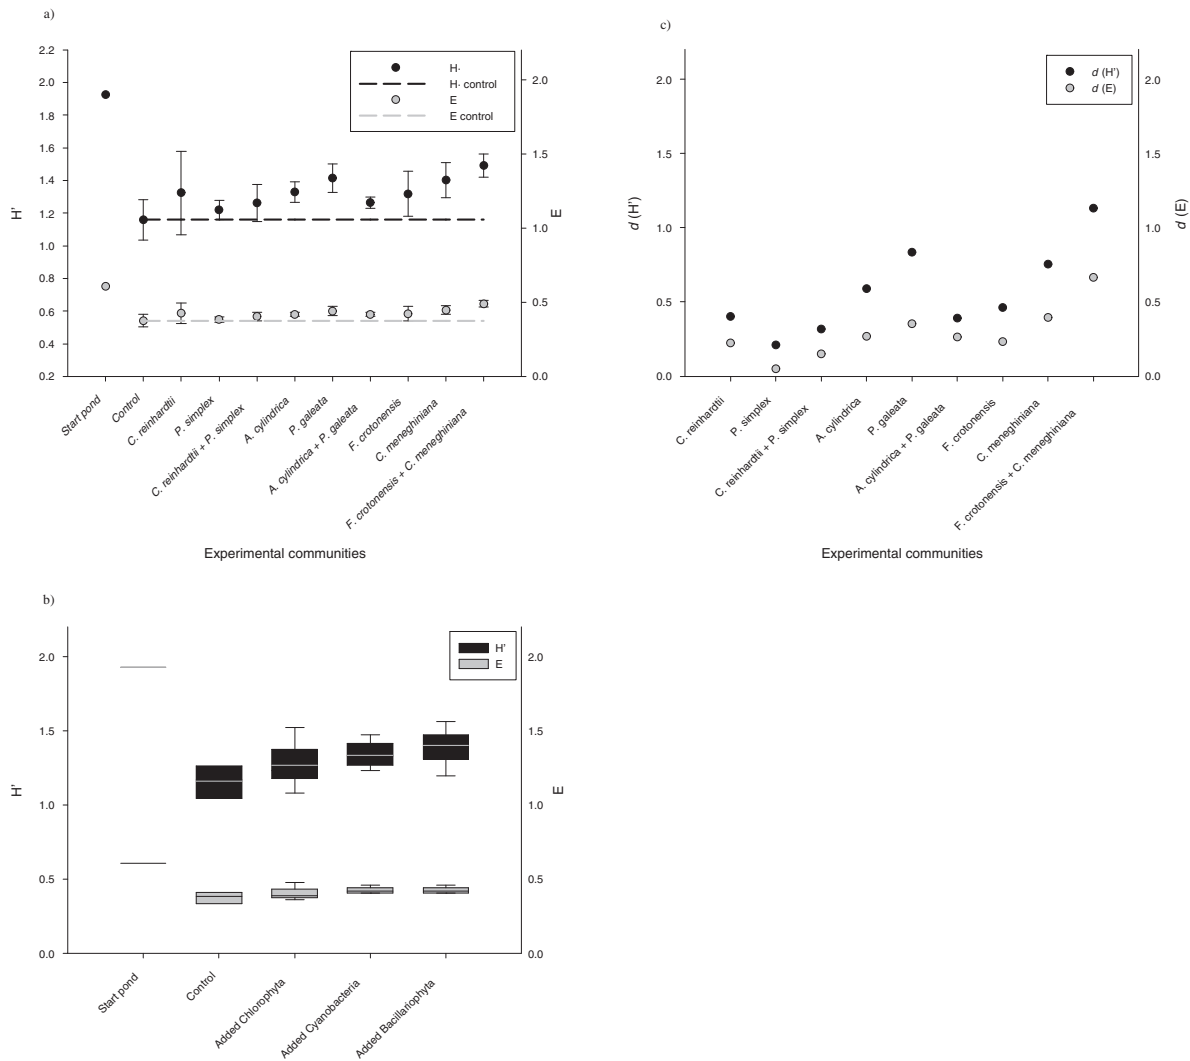 a)
2.2
2.0
1.8
1.6
1.4
1.2
1.0
0.8
0.6
0.4
0.2
H'
2.0
1.5
1.0
0.5
0.0
E
H·
H· control
E
E control
Start pond
Control
C. reinhardtii
P. simplex
C. reinhardtii + P. simplex
A. cylindrica
P. galeata
A. cylindrica + P. galeata
F. crotonensis
C. meneghiniana
F. crotonensis + C. meneghiniana
Experimental communities
c)
2.0
1.5
1.0
0.5
0.0
d (H')
2.0
1.5
1.0
0.5
0.0
d (E)
d (H')
d (E)
C. reinhardtii
P. simplex
C. reinhardtii + P. simplex
A. cylindrica
P. galeata
A. cylindrica + P. galeata
F. crotonensis
C. meneghiniana
F. crotonensis + C. meneghiniana
Experimental communities
b)
2.0
1.5
1.0
0.5
0.0
H'
2.0
1.5
1.0
0.5
0.0
E
H'
E
Start pond
Control
Added Chlorophyta
Added Cyanobacteria
Added Bacillariophyta